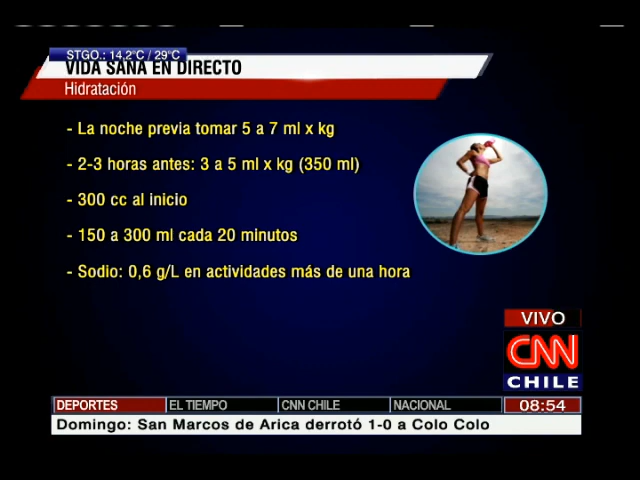 STGO.: 14,2°C / 29°C
VIDA SANA EN DIRECTO
Hidratación
- La noche previa tomar 5 a 7 ml x kg
- 2-3 horas antes: 3 a 5 ml x kg (350 ml)
- 300 cc al inicio
- 150 a 300 ml cada 20 minutos
- Sodio: 0,6 g/L en actividades más de una hora
VIVO
CNN
CHILE
DEPORTES EL TIEMPO CNN CHILE NACIONAL 08:54
Domingo: San Marcos de Arica derrotó 1-0 a Colo Colo